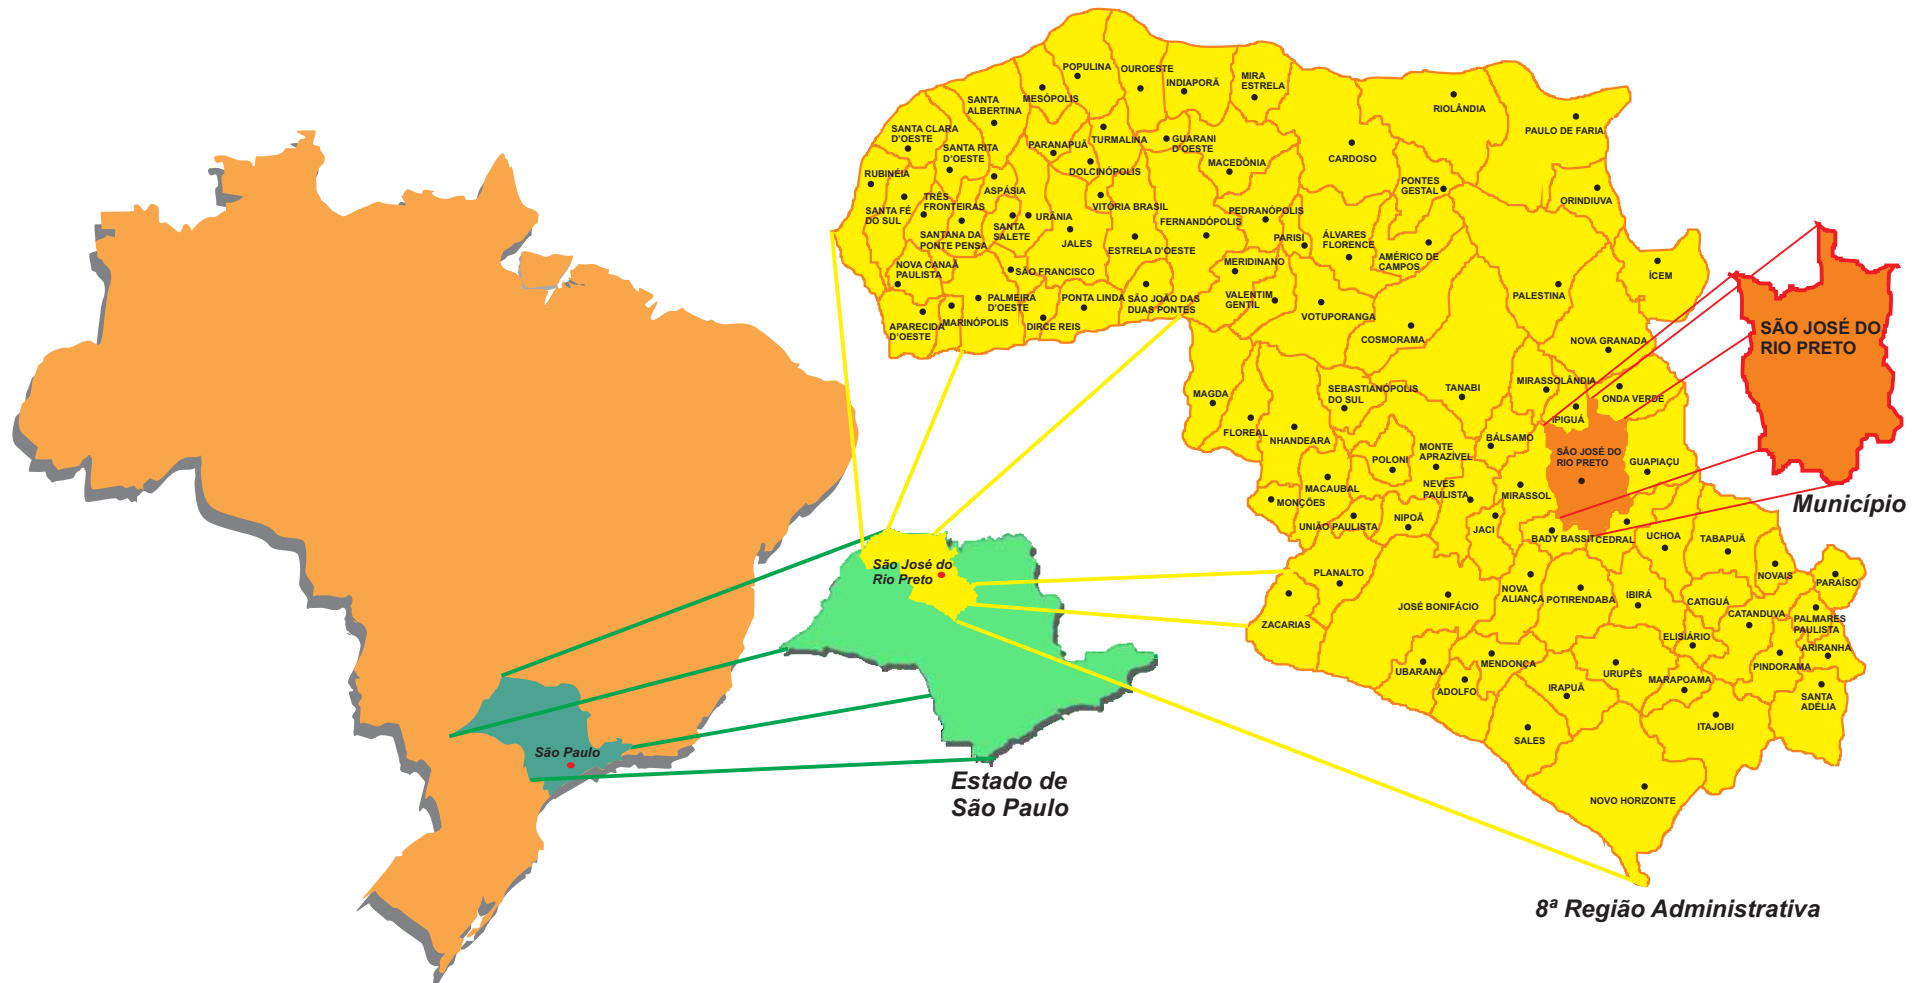 POPULINA
OUROESTE
INDIAPORÃ
MIRA
ESTRELA
MESÓPOLIS
SANTA
ALBERTINA
RIOLÂNDIA
PAULO DE FARIA
SANTA CLARA
D'OESTE
SANTA RITA
D'OESTE
PARANAPUÃ
TURMALINA
GUARANI
D'OESTE
MACEDÔNIA
CARDOSO
DOLCINÓPOLIS
RUBINÉIA
ASPÁSIA
PONTES
GESTAL
ORINDIUVA
SANTA FÉ
DO SUL
TRÊS
FRONTEIRAS
VITÓRIA BRASIL
URÂNIA
SANTA
SALETE
SANTANA DA
PONTE PENSA
JALES
ESTRELA D'OESTE
FERNANDÓPOLIS
PEDRANÓPOLIS
PARISI
ÁLVARES
FLORENCE
AMÉRICO DE
CAMPOS
MERIDINANO
ÍCEM
NOVA CANAÃ
PAULISTA
SÃO FRANCISCO
PALMEIRA
D'OESTE
PONTA LINDA
SÃO JOÃO DAS
DUAS PONTES
VALENTIM
GENTIL
VOTUPORANGA
PALESTINA
APARECIDA
D'OESTE
MARINÓPOLIS
DIRCE REIS
COSMORAMA
NOVA GRANADA
SÃO JOSÉ DO
RIO PRETO
MAGDA
FLOREAL
NHANDEARA
SEBASTIANÓPOLIS
DO SUL
TANABI
MIRASSOLÂNDIA
ONDA VERDE
IPIGUÁ
BÁLSAMO
MONTE
APRAZÍVEL
POLONI
SÃO JOSÉ DO
RIO PRETO
GUAPIAÇU
MACAUBAL
MONÇÕES
NEVES
PAULISTA
MIRASSOL
Município
UNIÃO PAULISTA
NIPOÃ
JACI
BADY BASSIT
CEDRAL
UCHOA
TABAPUÃ
São José do
Rio Preto
PLANALTO
ZACARIAS
JOSÉ BONIFÁCIO
NOVA
ALIANÇA
POTIRENDABA
IBIRÁ
CATIGUÁ
NOVAIS
PARAÍSO
CATANDUVA
PALMARES
PAULISTA
ELISIÁRIO
ARIRANHA
PINDORAMA
UBARANA
MENDONÇA
ADOLFO
IRAPUÃ
URUPÊS
MARAPOAMA
SANTA
ADÉLIA
ITAJOBI
SALES
NOVO HORIZONTE
São Paulo
Estado de
São Paulo
8ª Região Administrativa